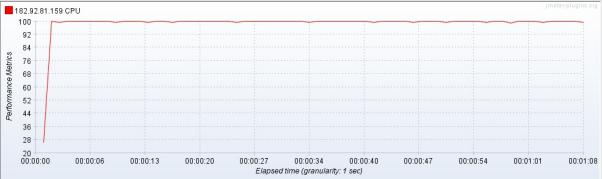 182.92.81.159 CPU
jmeter-plugins.org
Performance Metrics
100
92
84
76
68
60
52
44
36
28
20
00:00:00 00:00:06 00:00:13 00:00:20 00:00:27 00:00:34 00:00:40 00:00:47 00:00:54 00:01:01 00:01:08
Elapsed time (granularity: 1 sec)